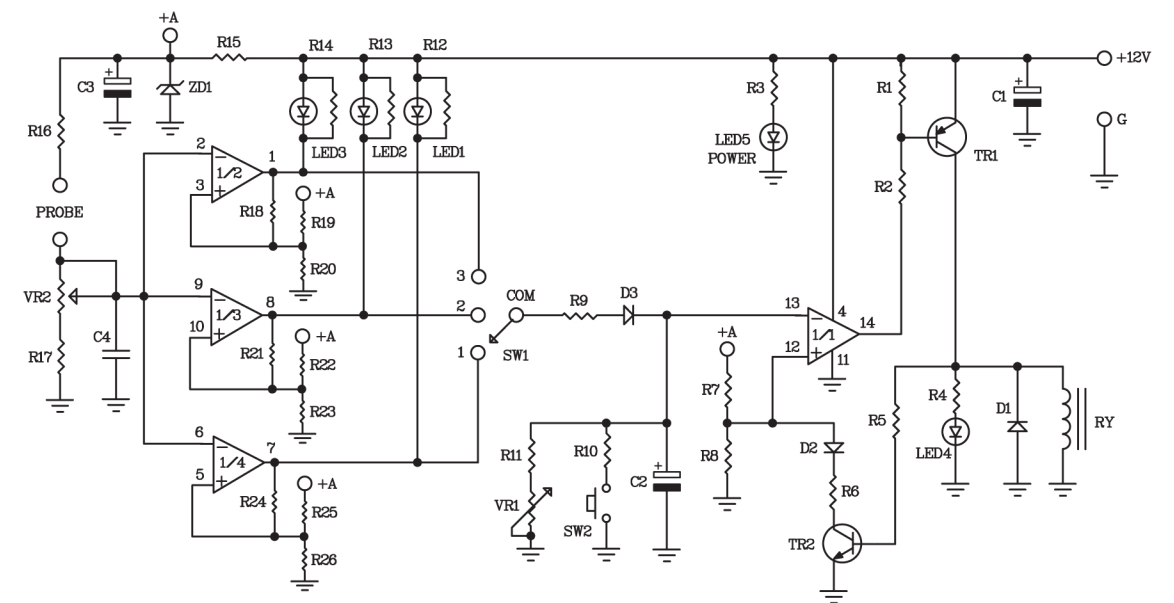 +A
R15
R14
R13
R12
+12V
C3
+
ZD1
R3
R1
C1
+
R16
LED5
POWER
G
TR1
LED3
LED2
LED1
2
−
1/2
1
3
+
+A
R18
R19
R2
PROBE
R20
3
VR2
9
−
1/3
8
2
COM
R9
D3
13
−
4
1/1
14
10
+
+A
C4
R21
R22
1
SW1
+A
12
+
11
R17
R7
R23
R5
R4
D1
RY
6
−
1/4
7
R11
R10
R8
D2
LED4
5
+
+A
+
C2
R24
R25
VR1
R6
SW2
TR2
R26